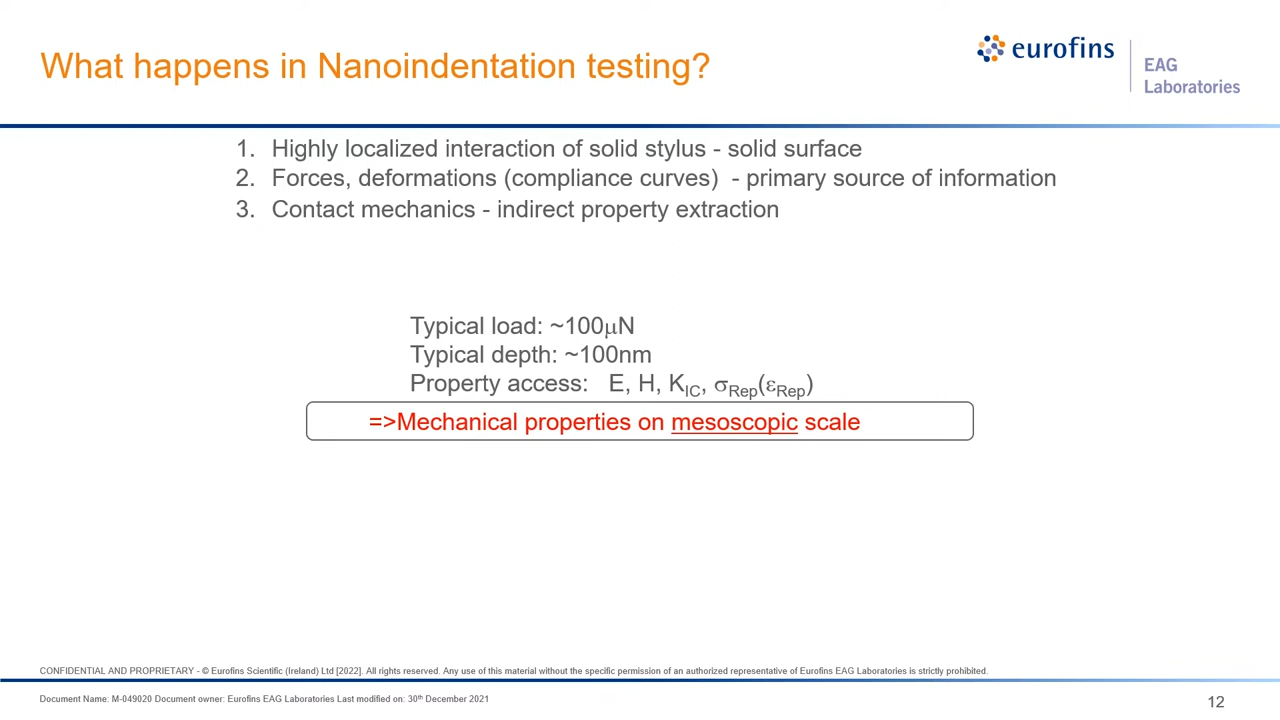 What happens in Nanoindentation testing?
eurofins
EAG
Laboratories
1. Highly localized interaction of solid stylus - solid surface
2. Forces, deformations (compliance curves) - primary source of information
3. Contact mechanics - indirect property extraction
Typical load: ~100μN
Typical depth: ~100nm
Property access: E, H, KIC, σRep(εRep)
=>Mechanical properties on mesoscopic scale
CONFIDENTIAL AND PROPRIETARY - © Eurofins Scientific (Ireland) Ltd [2022]. All rights reserved. Any use of this material without the specific permission of an authorized representative of Eurofins EAG Laboratories is strictly prohibited.
Document Name: M-049020 Document owner: Eurofins EAG Laboratories Last modified on: 30th December 2021
12